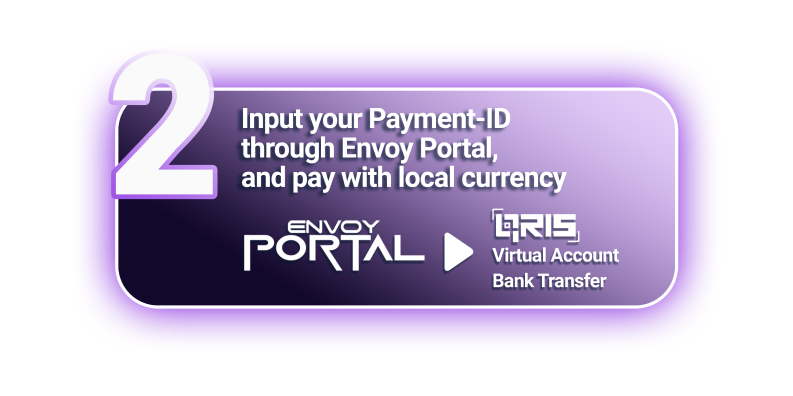 2
Input your Payment-ID
through Envoy Portal,
and pay with local currency
ENVOY
PORTAL
QRIS
Virtual Account
Bank Transfer